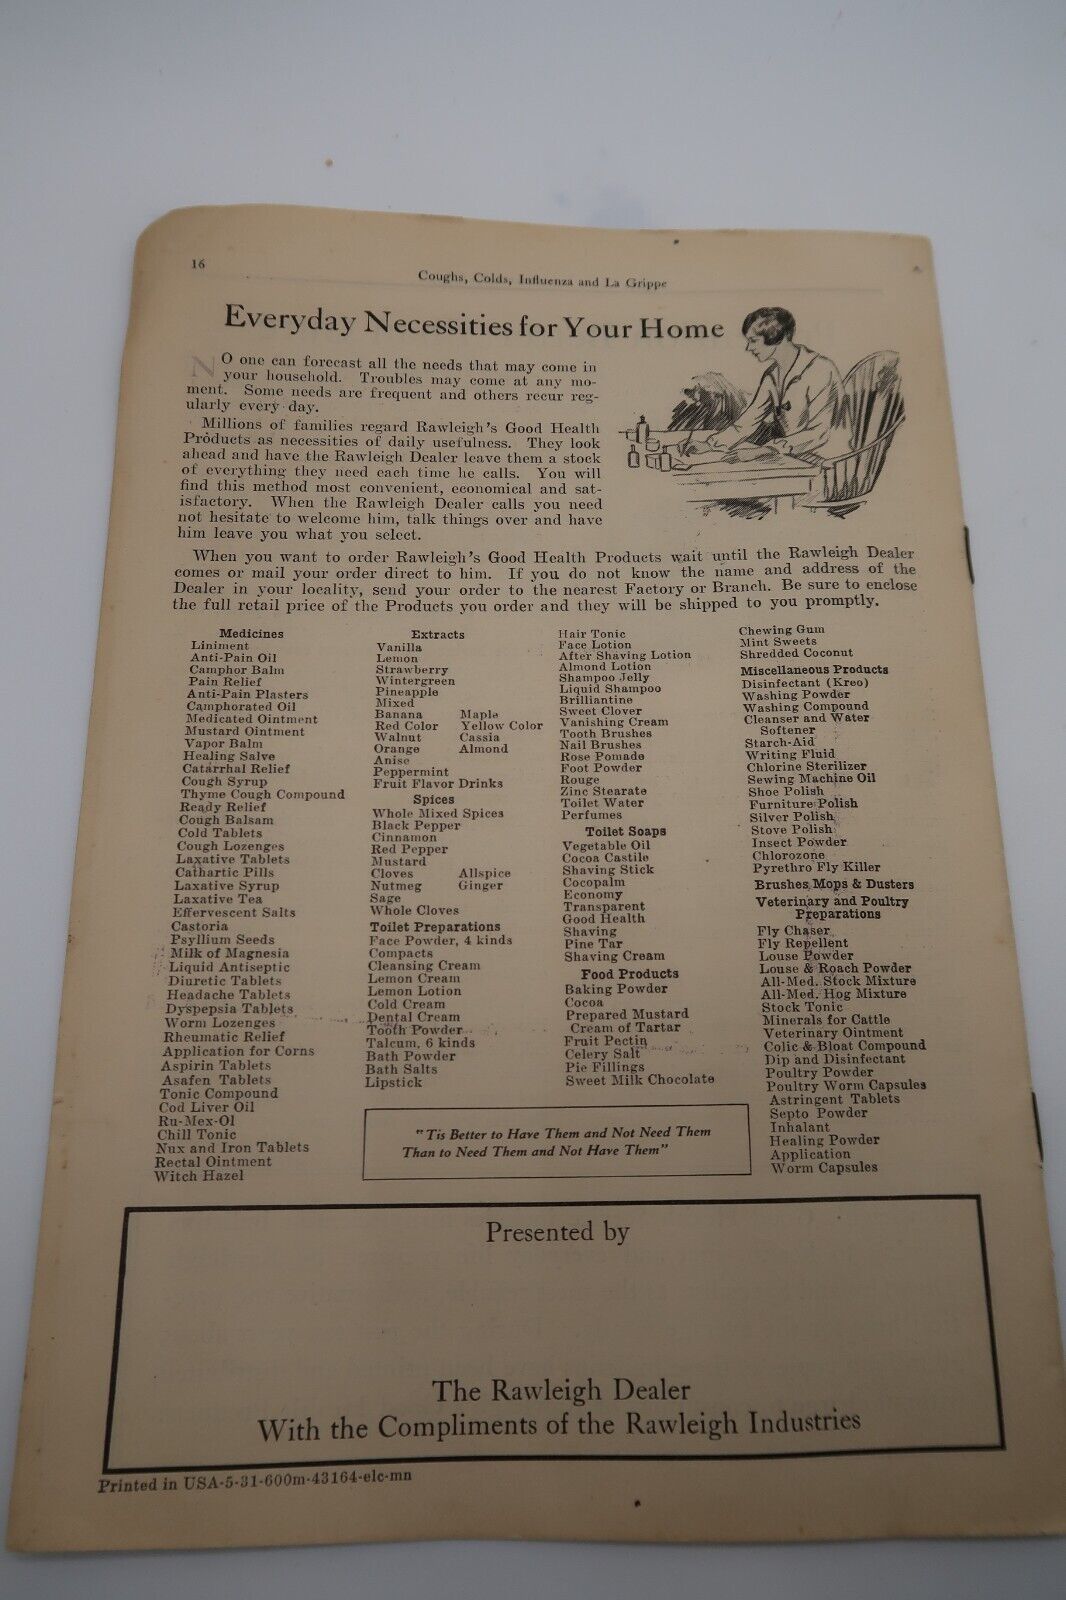 16
Coughs, Colds, Influenza and La Grippe
Everyday Necessities for Your Home
NO one can forecast all the needs that may come in
your household. Troubles may come at any mo-
ment. Some needs are frequent and others recur reg-
ularly every day.
Millions of families regard Rawleigh's Good Health
Products as necessities of daily usefulness. They look
ahead and have the Rawleigh Dealer leave them a stock
of everything they need each time he calls. You will
find this method most convenient, economical and sat-
isfactory. When the Rawleigh Dealer calls you need
not hesitate to welcome him, talk things over and have
him leave you what you select.
When you want to order Rawleigh's Good Health Products wait until the Rawleigh Dealer
comes or mail your order direct to him. If you do not know the name and address of the
Dealer in your locality, send your order to the nearest Factory or Branch. Be sure to enclose
the full retail price of the Products you order and they will be shipped to you promptly.
Medicines
Liniment
Anti-Pain Oil
Camphor Balm
Pain Relief
Anti-Pain Plasters
Camphorated Oil
Medicated Ointment
Mustard Ointment
Vapor Balm
Healing Salve
Catarrhal Relief
Cough Syrup
Thyme Cough Compound
Ready Relief
Cough Balsam
Cold Tablets
Cough Lozenges
Laxative Tablets
Cathartic Pills
Laxative Syrup
Laxative Tea
Effervescent Salts
Castoria
Psyllium Seeds
Milk of Magnesia
Liquid Antiseptic
Diuretic Tablets
Headache Tablets
Dyspepsia Tablets
Worm Lozenges
Rheumatic Relief
Application for Corns
Aspirin Tablets
Asafen Tablets
Tonic Compound
Cod Liver Oil
Ru-Mex-Ol
Chill Tonic
Nux and Iron Tablets
Rectal Ointment
Witch Hazel
Extracts
Vanilla
Lemon
Strawberry
Wintergreen
Pineapple
Mixed
Banana Maple
Red Color Yellow Color
Walnut Cassia
Orange Almond
Anise
Peppermint
Fruit Flavor Drinks
Spices
Whole Mixed Spices
Black Pepper
Cinnamon
Red Pepper
Mustard
Cloves Allspice
Nutmeg Ginger
Sage
Whole Cloves
Toilet Preparations
Face Powder, 4 kinds
Compacts
Cleansing Cream
Lemon Cream
Lemon Lotion
Cold Cream
Dental Cream
Tooth Powder
Talcum, 6 kinds
Bath Powder
Bath Salts
Lipstick
Hair Tonic
Face Lotion
After Shaving Lotion
Almond Lotion
Shampoo Jelly
Liquid Shampoo
Brilliantine
Sweet Clover
Vanishing Cream
Tooth Brushes
Nail Brushes
Rose Pomade
Foot Powder
Rouge
Zinc Stearate
Toilet Water
Perfumes
Toilet Soaps
Vegetable Oil
Cocoa Castile
Shaving Stick
Cocopalm
Economy
Transparent
Good Health
Shaving
Pine Tar
Shaving Cream
Food Products
Baking Powder
Cocoa
Prepared Mustard
Cream of Tartar
Fruit Pectin
Celery Salt
Pie Fillings
Sweet Milk Chocolate
Chewing Gum
Mint Sweets
Shredded Coconut
Miscellaneous Products
Disinfectant (Kreo)
Washing Powder
Washing Compound
Cleanser and Water
Softener
Starch-Aid
Writing Fluid
Chlorine Sterilizer
Sewing Machine Oil
Shoe Polish
Furniture Polish
Silver Polish
Stove Polish
Insect Powder
Chlorozone
Pyrethro Fly Killer
Brushes, Mops & Dusters
Veterinary and Poultry
Preparations
Fly Chaser
Fly Repellent
Louse Powder
Louse & Roach Powder
All-Med. Stock Mixture
All-Med. Hog Mixture
Stock Tonic
Minerals for Cattle
Veterinary Ointment
Colic & Bloat Compound
Dip and Disinfectant
Poultry Powder
Poultry Worm Capsules
Astringent Tablets
Septo Powder
Inhalant
Healing Powder
Application
Worm Capsules
"Tis Better to Have Them and Not Need Them
Than to Need Them and Not Have Them"
Presented by
The Rawleigh Dealer
With the Compliments of the Rawleigh Industries
Printed in USA-5-31-600m-43164-elc-mn